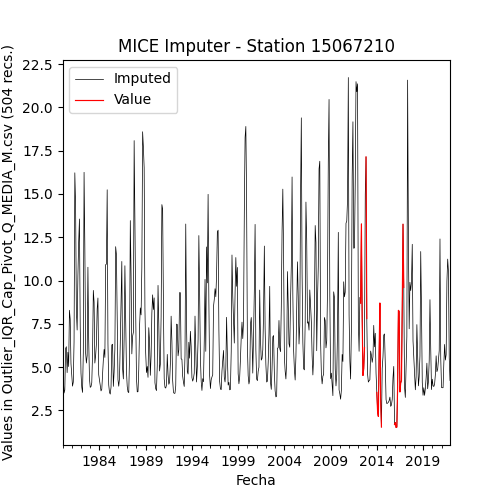 MICE Imputer - Station 15067210
Values in Outlier_IQR_Cap_Pivot_Q_MEDIA_M.csv (504 recs.)
22.5
20.0
17.5
15.0
12.5
10.0
7.5
5.0
2.5
Imputed
Value
1984 1989 1994 1999 2004 2009 2014 2019
Fecha